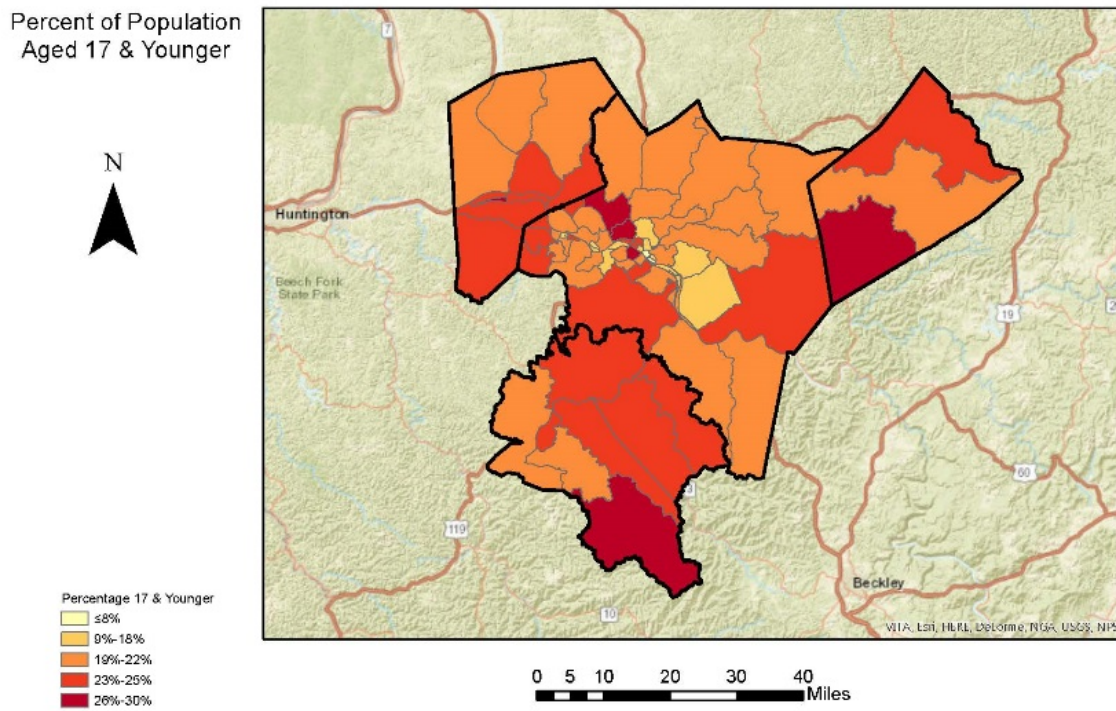 Percent of Population
Aged 17 & Younger
N
7
Huntington
Beech Fork
State Park
19
60
119
Beckley
10
VITA, Esri, HERE, DeLorme, NGA, USGS, NPS
Percentage 17 & Younger
≤8%
9%-18%
19%-22%
23%-25%
26%-30%
0 5 10 20 30 40
Miles